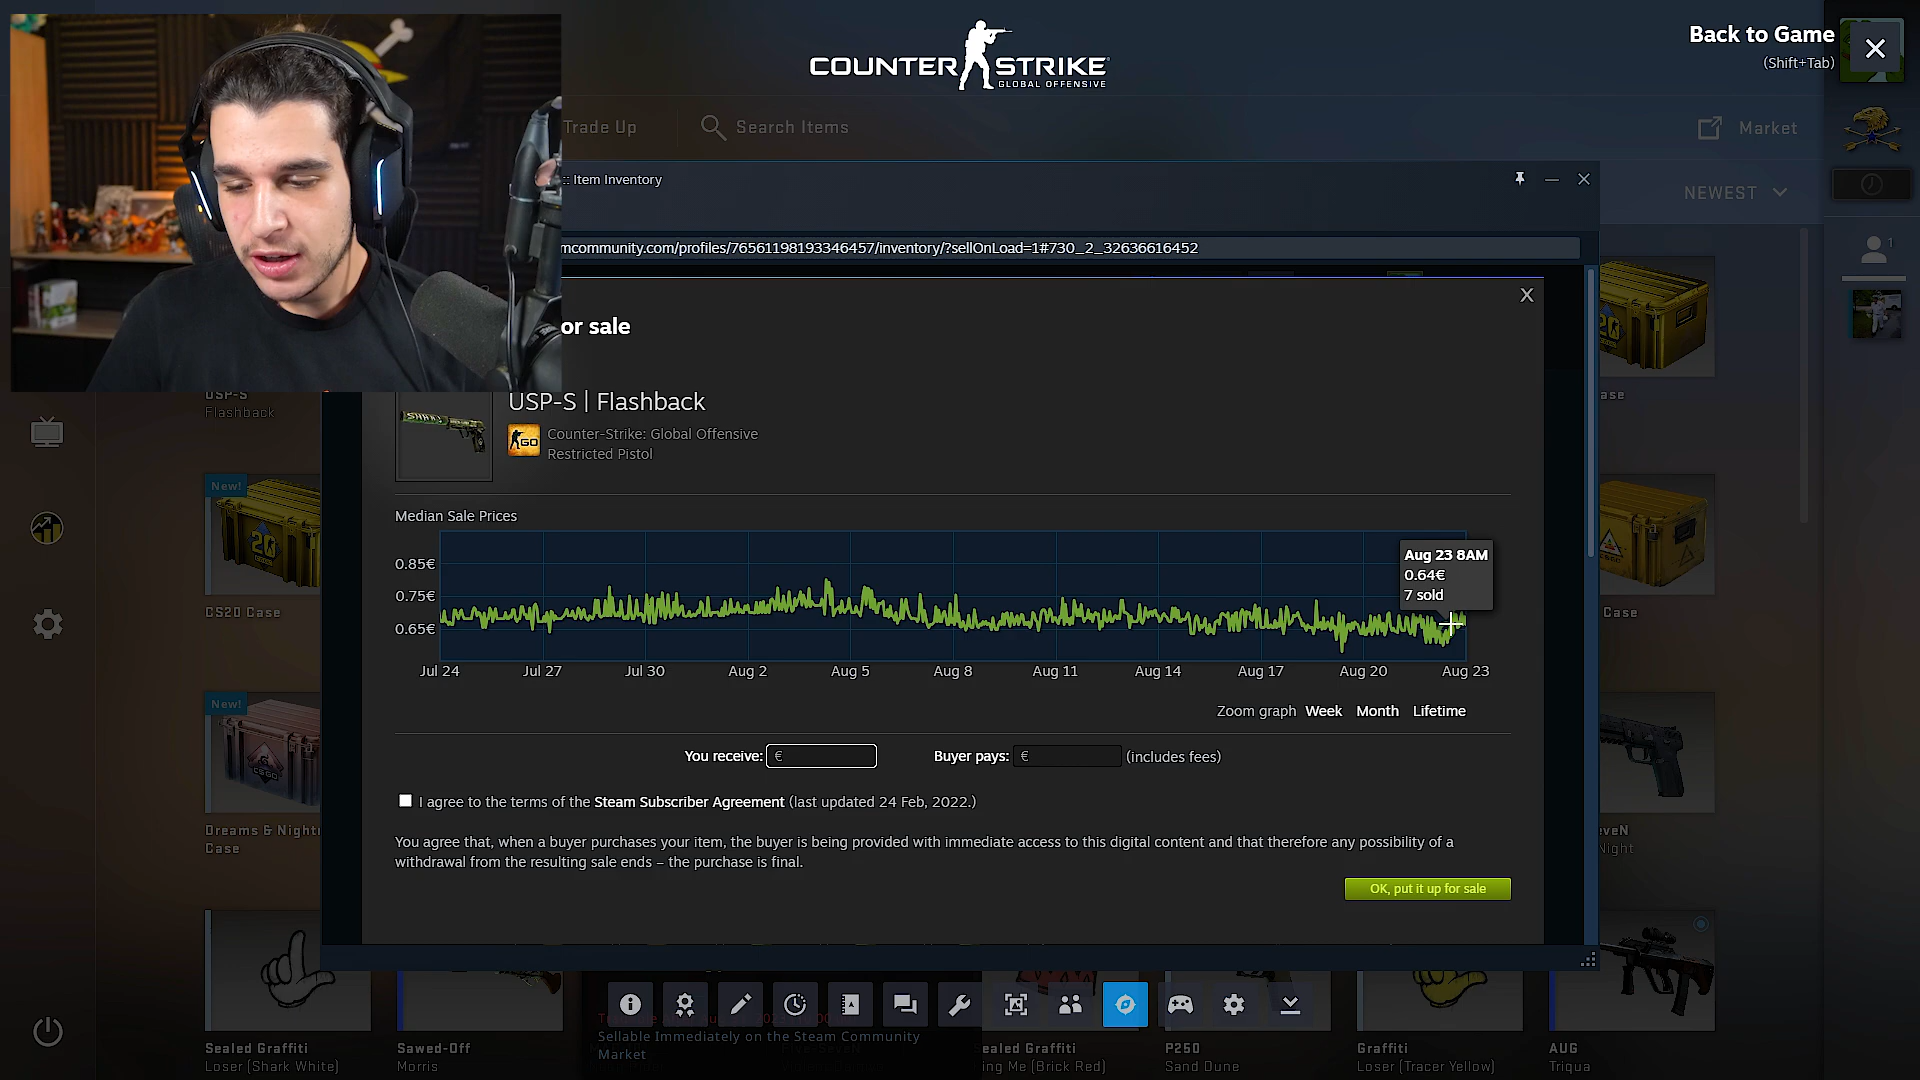 COUNTER STRIKE
GLOBAL OFFENSIVE
Back to Game
(Shift+Tab)
Trade Up
Search Items
Market
NEWEST
:: Item Inventory
mcommunity.com/profiles/76561198193346457/inventory/?sellOnLoad=1#730_2_32636616452
1
X
or sale
USP-S
Flashback
USP-S | Flashback
GO
Counter-Strike: Global Offensive
Restricted Pistol
ase
New!
CS20 Case
Case
Median Sale Prices
0.85€
0.75€
0.65€
Aug 23 8AM
0.64€
7 sold
Jul 24
Jul 27
Jul 30
Aug 2
Aug 5
Aug 8
Aug 11
Aug 14
Aug 17
Aug 20
Aug 23
Zoom graph Week Month Lifetime
You receive: €
Buyer pays: € (includes fees)
New!
I agree to the terms of the Steam Subscriber Agreement (last updated 24 Feb, 2022.)
Dreams & Night
Case
You agree that, when a buyer purchases your item, the buyer is being provided with immediate access to this digital content and that therefore any possibility of a
withdrawal from the resulting sale ends – the purchase is final.
OK, put it up for sale
Sellable Immediately on the Steam Community
Market
Sealed Graffiti
Loser (Shark White)
Sawed-Off
Morris
ealed Graffiti
ing Me (Brick Red)
P250
Sand Dune
Graffiti
Loser (Tracer Yellow)
AUG
Triqua